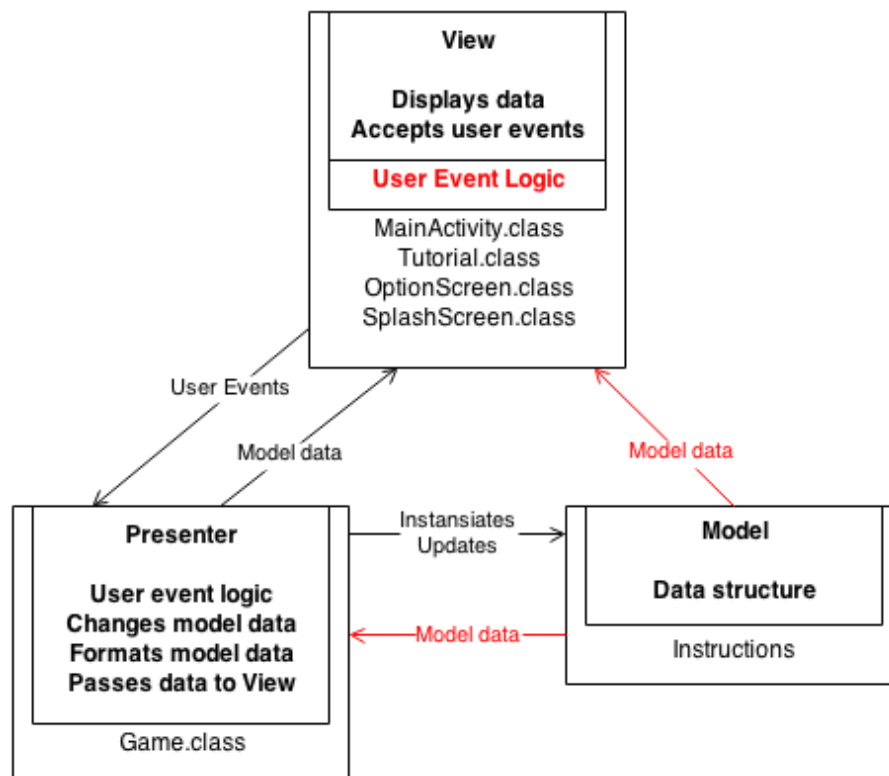 View
Displays data
Accepts user events
User Event Logic
MainActivity.class
Tutorial.class
OptionScreen.class
SplashScreen.class
User Events
Model data
Model data
Presenter
User event logic
Changes model data
Formats model data
Passes data to View
Game.class
Instansiates
Updates
Model data
Model
Data structure
Instructions